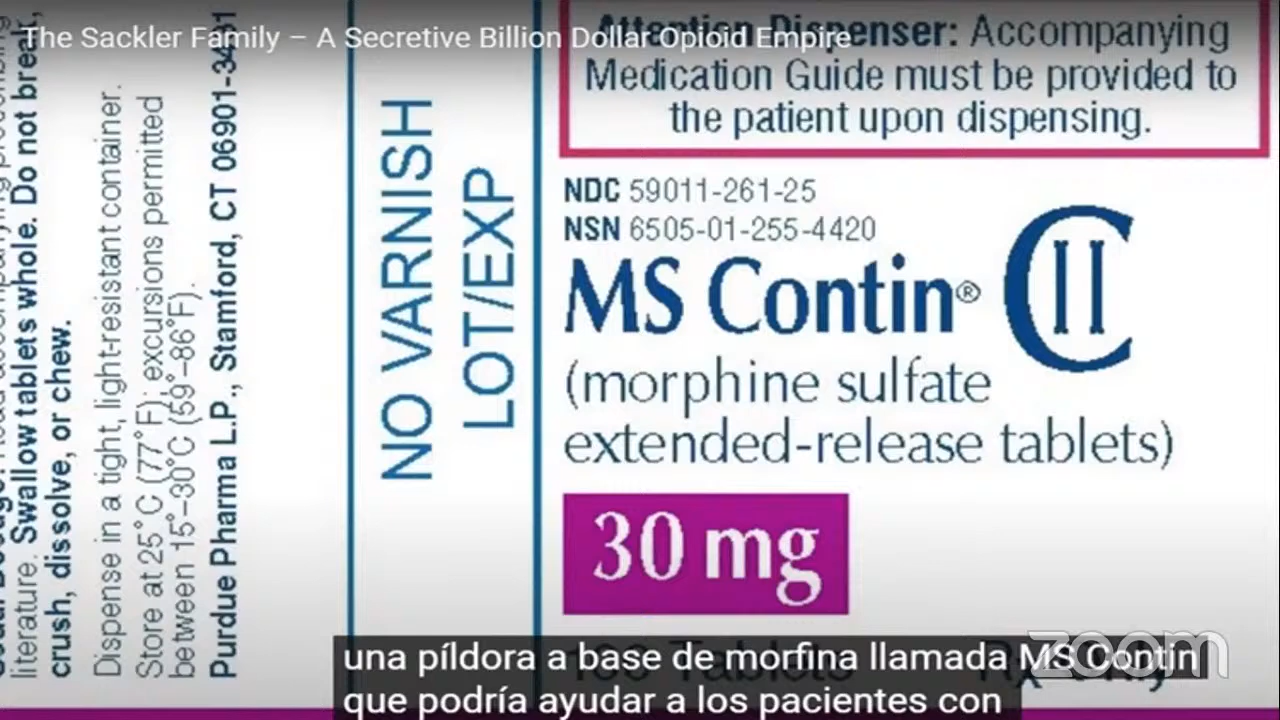 The Sackler Family – A Secretive Billion Dollar Opioid Empire
Attention Dispenser: Accompanying
Medication Guide must be provided to
the patient upon dispensing.
NDC 59011-261-25
NSN 6505-01-255-4420
MS Contin® CII
(morphine sulfate
extended-release tablets)
30 mg
Tablets
NO VARNISH
LOT/EXP
literature. Swallow tablets whole. Do not break,
crush, dissolve, or chew.
Dispense in a tight, light-resistant container.
Store at 25°C (77°F); excursions permitted
between 15°–30°C (59°–86°F).
Purdue Pharma L.P., Stamford, CT 06901-3431
una píldora a base de morfina llamada MS Contin
que podría ayudar a los pacientes con
zoom